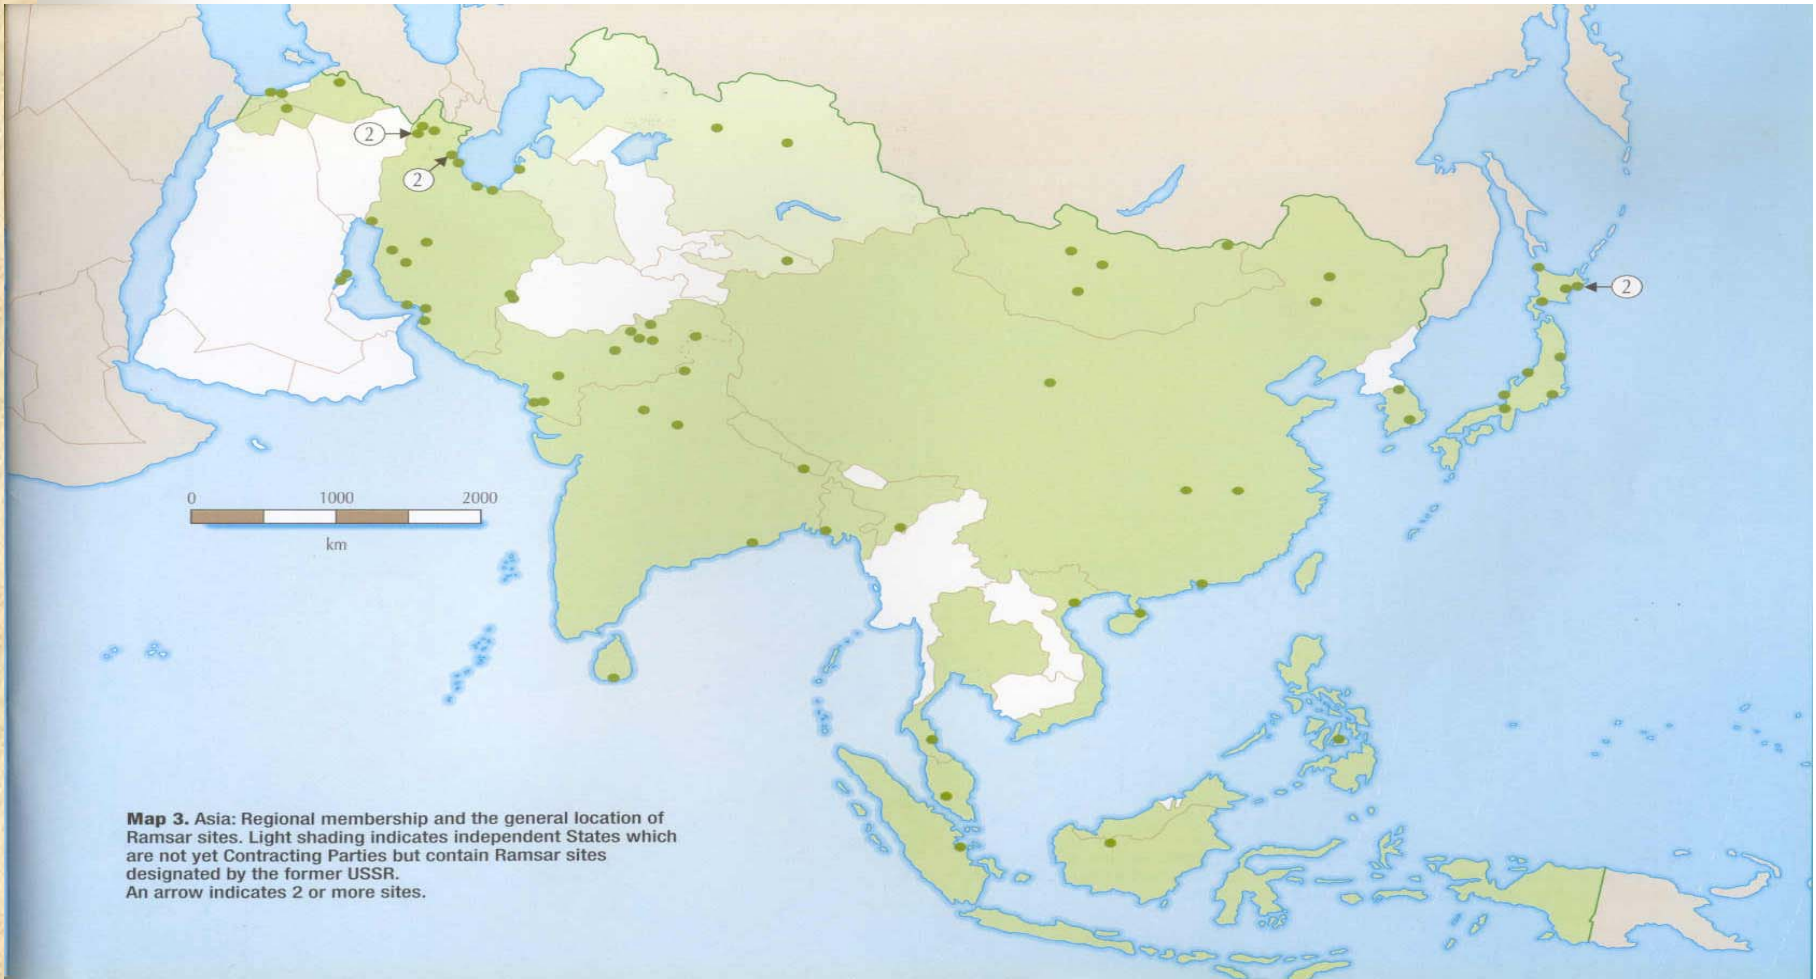 2
2
2
0 1000 2000
km
Map 3. Asia: Regional membership and the general location of
Ramsar sites. Light shading indicates independent States which
are not yet Contracting Parties but contain Ramsar sites
designated by the former USSR.
An arrow indicates 2 or more sites.